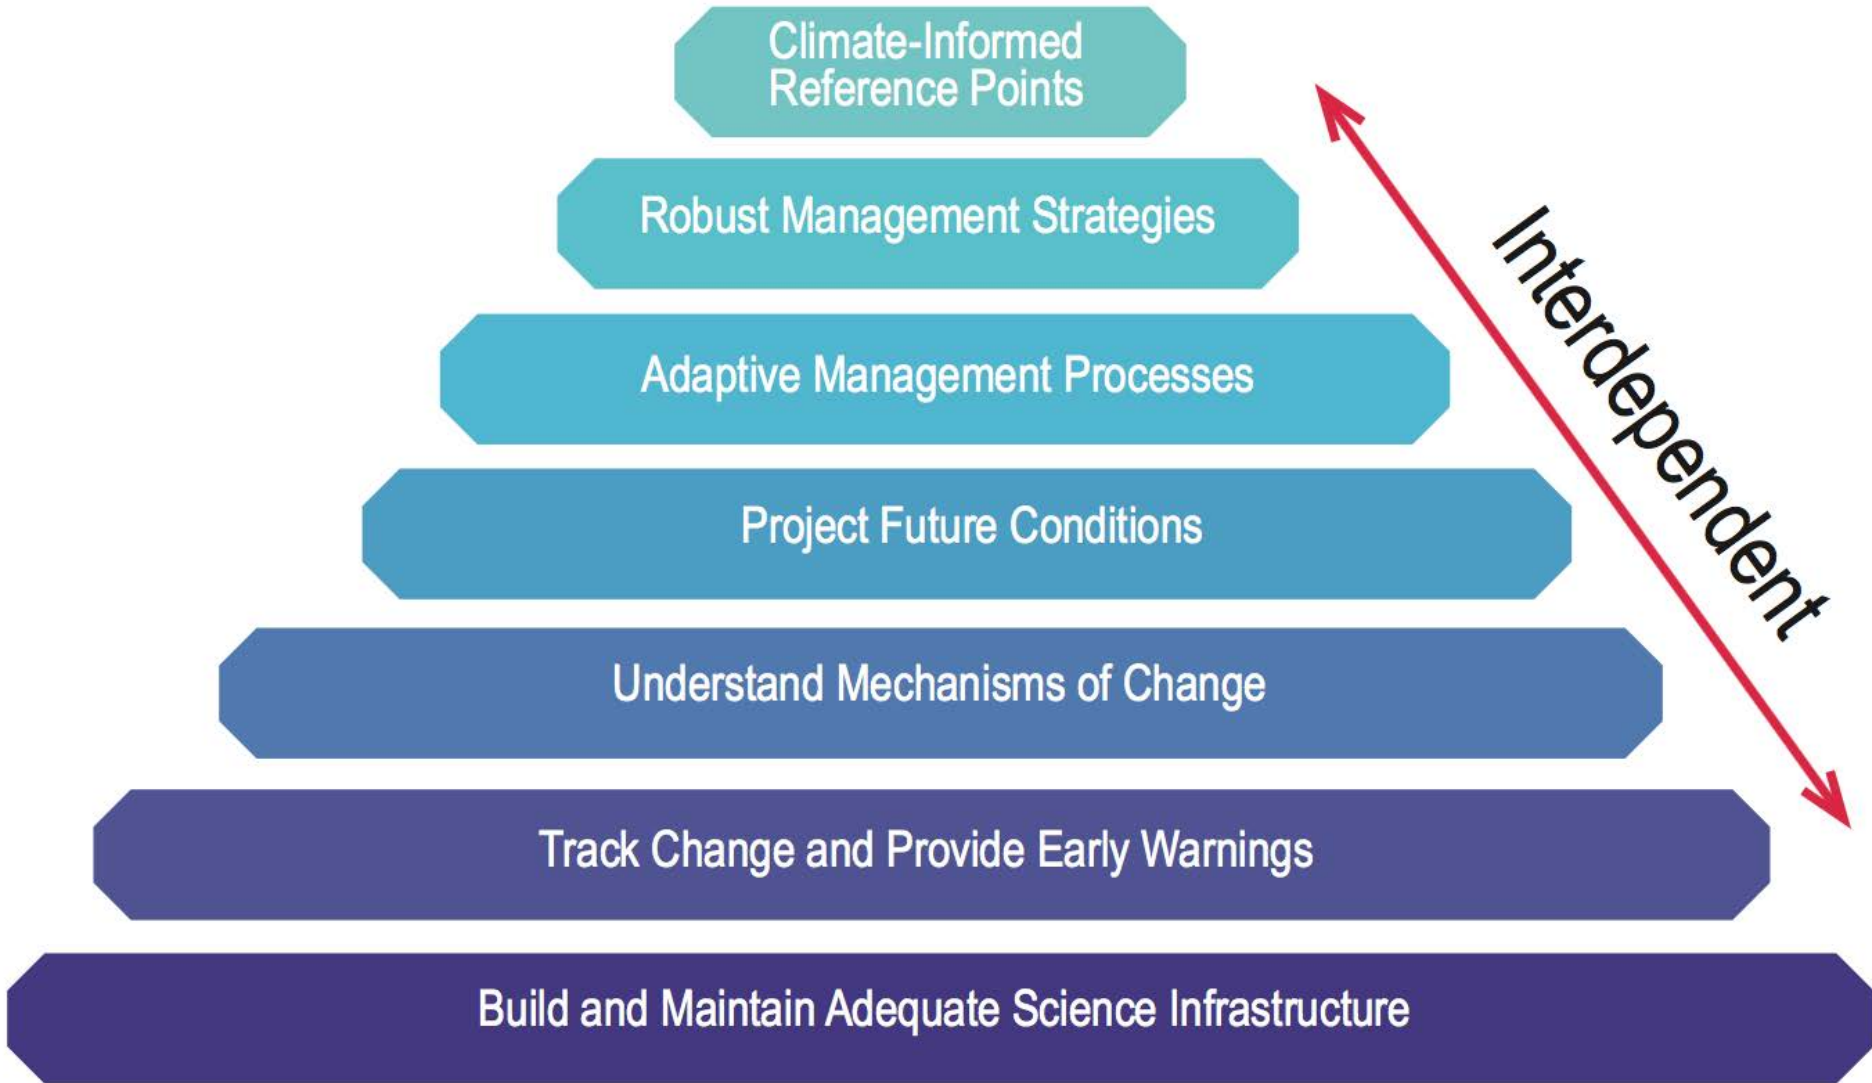 Climate-Informed
Reference Points
Robust Management Strategies
Adaptive Management Processes
Project Future Conditions
Understand Mechanisms of Change
Track Change and Provide Early Warnings
Build and Maintain Adequate Science Infrastructure
Interdependent